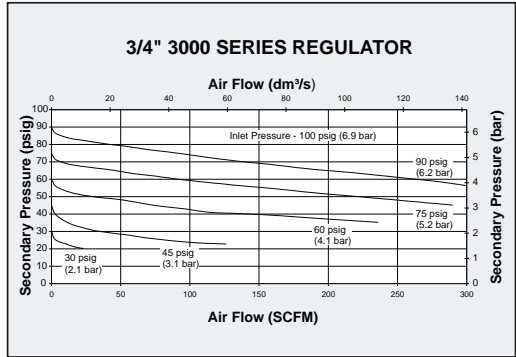 3/4" 3000 SERIES REGULATOR
Air Flow (dm³/s)
0 20 40 60 80 100 120 140
Secondary Pressure (psig)
100
90
80
70
60
50
40
30
20
10
0
Inlet Pressure - 100 psig (6.9 bar)
90 psig
(6.2 bar)
75 psig
(5.2 bar)
60 psig
(4.1 bar)
45 psig
(3.1 bar)
30 psig
(2.1 bar)
6
5
4
3
2
1
0
Secondary Pressure (bar)
0 50 100 150 200 250 300
Air Flow (SCFM)